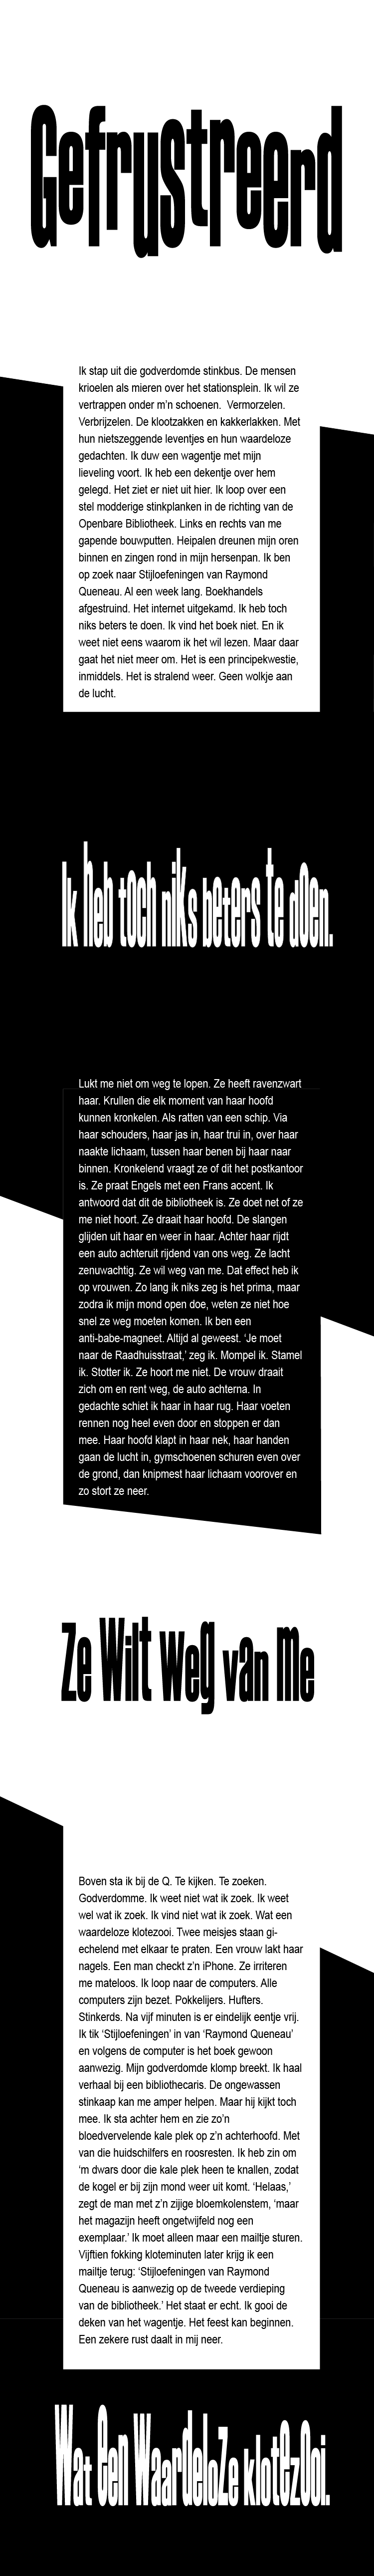 Gefrustreerd
Ik stap uit die godverdomde stinkbus. De mensen
krioelen als mieren over het stationsplein. Ik wil ze
vertrappen onder m'n schoenen.  Vermorzelen.
Verbrijzelen. De klootzakken en kakkerlakken. Met
hun nietszeggende leventjes en hun waardeloze
gedachten. Ik duw een wagentje met mijn
lieveling voort. Ik heb een dekentje over hem
gelegd. Het ziet er niet uit hier. Ik loop over een
stel modderige stinkplanken in de richting van de
Openbare Bibliotheek. Links en rechts van me
gapende bouwputten. Heipalen dreunen mijn oren
binnen en zingen rond in mijn hersenpan. Ik ben
op zoek naar Stijloefeningen van Raymond
Queneau. Al een week lang. Boekhandels
afgestruind. Het internet uitgekamd. Ik heb toch
niks beters te doen. Ik vind het boek niet. En ik
weet niet eens waarom ik het wil lezen. Maar daar
gaat het niet meer om. Het is een principekwestie,
inmiddels. Het is stralend weer. Geen wolkje aan
de lucht.
Ik heb toch niks beters te doen.
Lukt me niet om weg te lopen. Ze heeft ravenzwart
haar. Krullen die elk moment van haar hoofd
kunnen kronkelen. Als ratten van een schip. Via
haar schouders, haar jas in, haar trui in, over haar
naakte lichaam, tussen haar benen bij haar naar
binnen. Kronkelend vraagt ze of dit het postkantoor
is. Ze praat Engels met een Frans accent. Ik
antwoord dat dit de bibliotheek is. Ze doet net of ze
me niet hoort. Ze draait haar hoofd. De slangen
glijden uit haar en weer in haar. Achter haar rijdt
een auto achteruit rijdend van ons weg. Ze lacht
zenuwachtig. Ze wil weg van me. Dat effect heb ik
op vrouwen. Zo lang ik niks zeg is het prima, maar
zodra ik mijn mond open doe, weten ze niet hoe
snel ze weg moeten komen. Ik ben een
anti-babe-magneet. Altijd al geweest. 'Je moet
naar de Raadhuisstraat,' zeg ik. Mompel ik. Stamel
ik. Stotter ik. Ze hoort me niet. De vrouw draait
zich om en rent weg, de auto achterna. In
gedachte schiet ik haar in haar rug. Haar voeten
rennen nog heel even door en stoppen er dan
mee. Haar hoofd klapt in haar nek, haar handen
gaan de lucht in, gymschoenen schuren even over
de grond, dan knipmest haar lichaam voorover en
zo stort ze neer.
Ze Wilt weg van me
Boven sta ik bij de Q. Te kijken. Te zoeken.
Godverdomme. Ik weet niet wat ik zoek. Ik weet
wel wat ik zoek. Ik vind niet wat ik zoek. Wat een
waardeloze klotezooi. Twee meisjes staan gi-
echelend met elkaar te praten. Een vrouw lakt haar
nagels. Een man checkt z'n iPhone. Ze irriteren
me mateloos. Ik loop naar de computers. Alle
computers zijn bezet. Pokkelijers. Hufters.
Stinkerds. Na vijf minuten is er eindelijk eentje vrij.
Ik tik 'Stijloefeningen' in van 'Raymond Queneau'
en volgens de computer is het boek gewoon
aanwezig. Mijn godverdomde klomp breekt. Ik haal
verhaal bij een bibliothecaris. De ongewassen
stinkaap kan me amper helpen. Maar hij kijkt toch
mee. Ik sta achter hem en zie zo'n
bloedvervelende kale plek op z'n achterhoofd. Met
van die huidschilfers en roosresten. Ik heb zin om
'm dwars door die kale plek heen te knallen, zodat
de kogel er bij zijn mond weer uit komt. 'Helaas,'
zegt de man met z'n zijige bloemkolenstem, 'maar
het magazijn heeft ongetwijfeld nog een
exemplaar.' Ik moet alleen maar een mailtje sturen.
Vijftien fokking kloteminuten later krijg ik een
mailtje terug: 'Stijloefeningen van Raymond
Queneau is aanwezig op de tweede verdieping
van de bibliotheek.' Het staat er echt. Ik gooi de
deken van het wagentje. Het feest kan beginnen.
Een zekere rust daalt in mij neer.
Wat Een WaardeloZe klotezOoi.